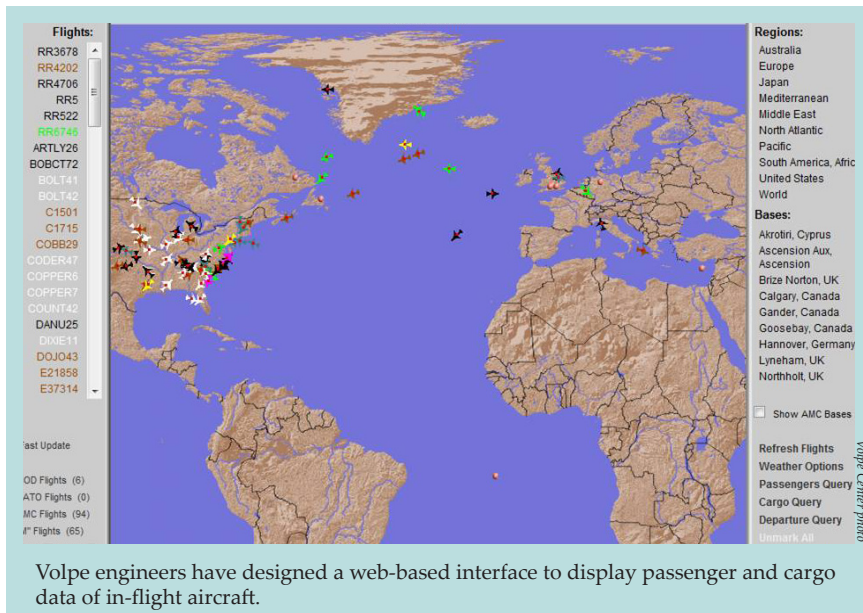 Flights:
RR3678
RR4202
RR4706
RR5
RR522
RR6746
ARTLY26
BOBCT72
BOLT41
BOLT42
C1501
C1715
COBB29
CODER47
COPPER6
COPPER7
COUNT42
DANU25
DIXIE11
DOJO43
E21858
E37314
ast Update
OD Flights (6)
ATO Flights (0)
MC Flights (94)
M" Flights (65)
Regions:
Australia
Europe
Japan
Mediterranean
Middle East
North Atlantic
Pacific
South America, Afric
United States
World
Bases:
Akrotiri, Cyprus
Ascension Aux,
Ascension
Brize Norton, UK
Calgary, Canada
Gander, Canada
Goosebay, Canada
Hannover, Germany
Lyneham, UK
Northholt, UK
Show AMC Bases
Refresh Flights
Weather Options
Passengers Query
Cargo Query
Departure Query
Unmark All
Volpe Center photo
Volpe engineers have designed a web-based interface to display passenger and cargo
data of in-flight aircraft.